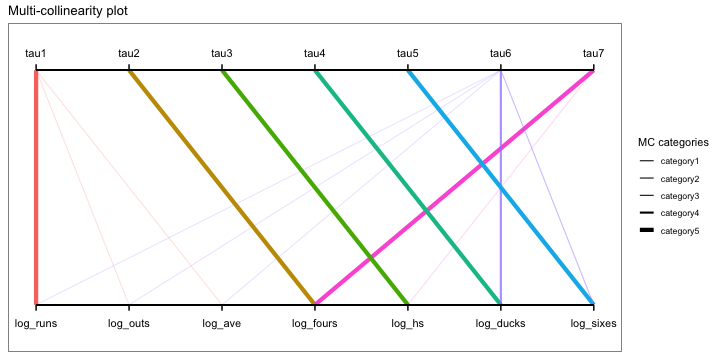 Multi-collinearity plot
tau1 tau2 tau3 tau4 tau5 tau6 tau7
MC categories
category1
category2
category3
category4
category5
log_runs log_outs log_ave log_fours log_hs log_ducks log_sixes